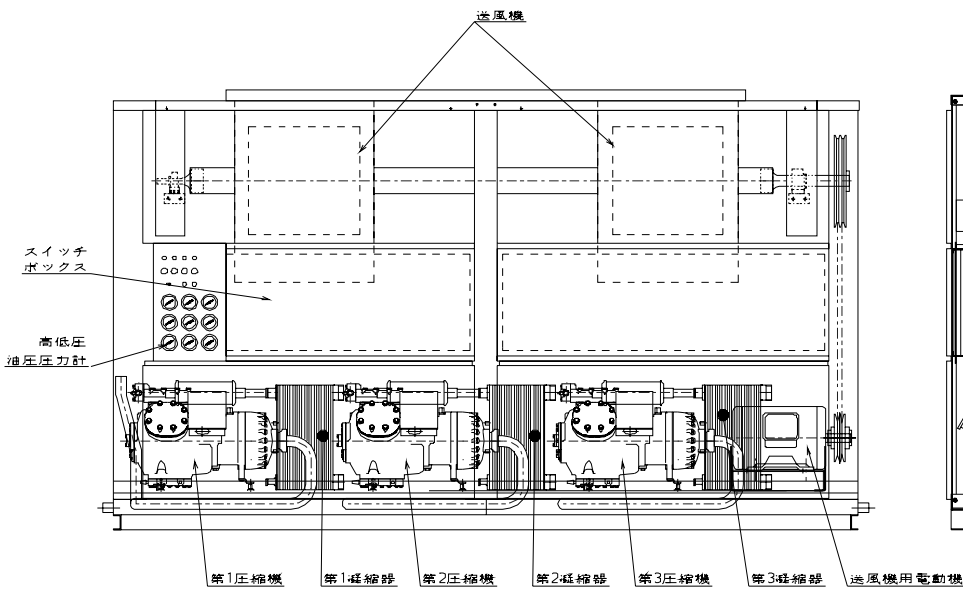 送風機
スイッチ
ボックス
高低圧
油圧圧力計
第1圧縮機
第1凝縮器
第2圧縮機
第2凝縮器
第3圧縮機
第3凝縮器
送風機用電動機